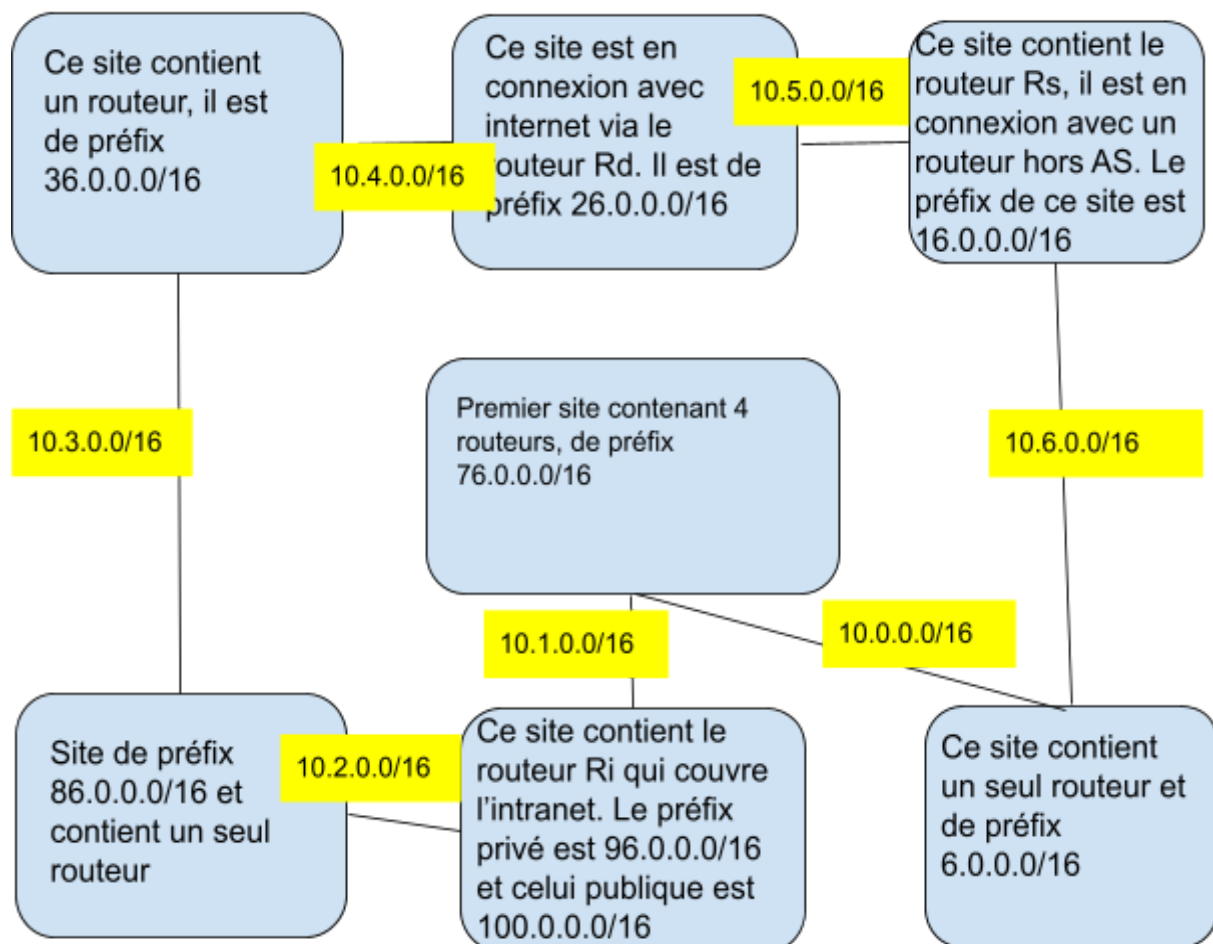 Ce site contient
un routeur, il est
de préfix
36.0.0.0/16
10.4.0.0/16
Ce site est en
connexion avec
internet via le
routeur Rd. Il est de
préfix 26.0.0.0/16
10.5.0.0/16
Ce site contient le
routeur Rs, il est en
connexion avec un
routeur hors AS. Le
préfix de ce site est
16.0.0.0/16
10.3.0.0/16
Premier site contenant 4
routeurs, de préfix
76.0.0.0/16
10.6.0.0/16
10.1.0.0/16
10.0.0.0/16
Site de préfix
86.0.0.0/16 et
contient un seul
routeur
10.2.0.0/16
Ce site contient le
routeur Ri qui couvre
l’intranet. Le préfix
privé est 96.0.0.0/16
et celui publique est
100.0.0.0/16
Ce site contient
un seul routeur et
de préfix
6.0.0.0/16